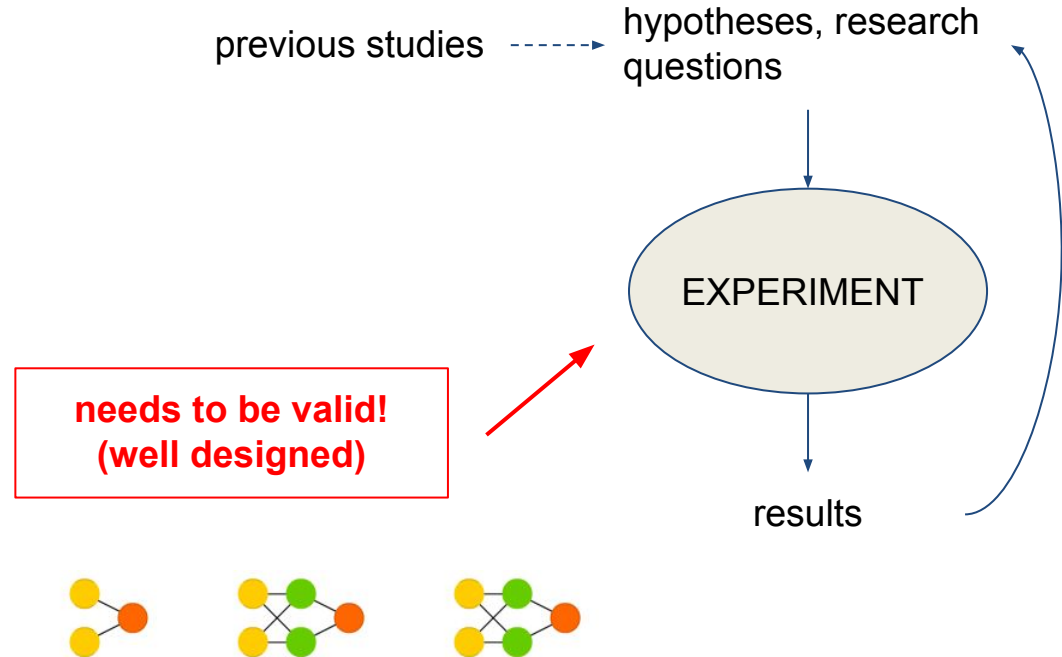 previous studies
hypotheses, research
questions
EXPERIMENT
needs to be valid!
(well designed)
results